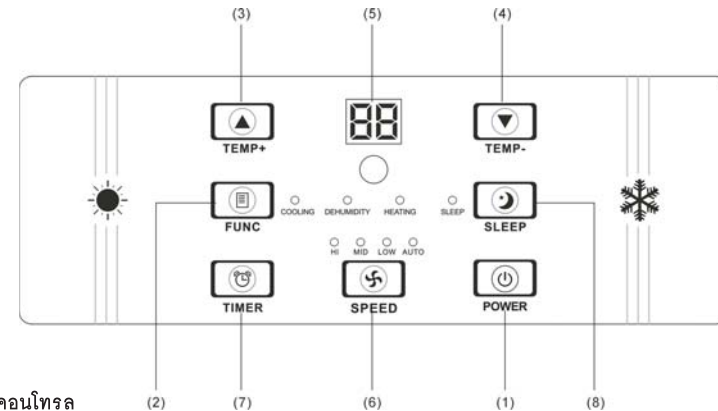 (3) (5) (4)
88
TEMP+ TEMP-
COOLING DEHUMIDITY HEATING SLEEP
FUNC SLEEP
HI MID LOW AUTO
TIMER SPEED POWER
คอนโทรล (2) (7) (6) (1) (8)